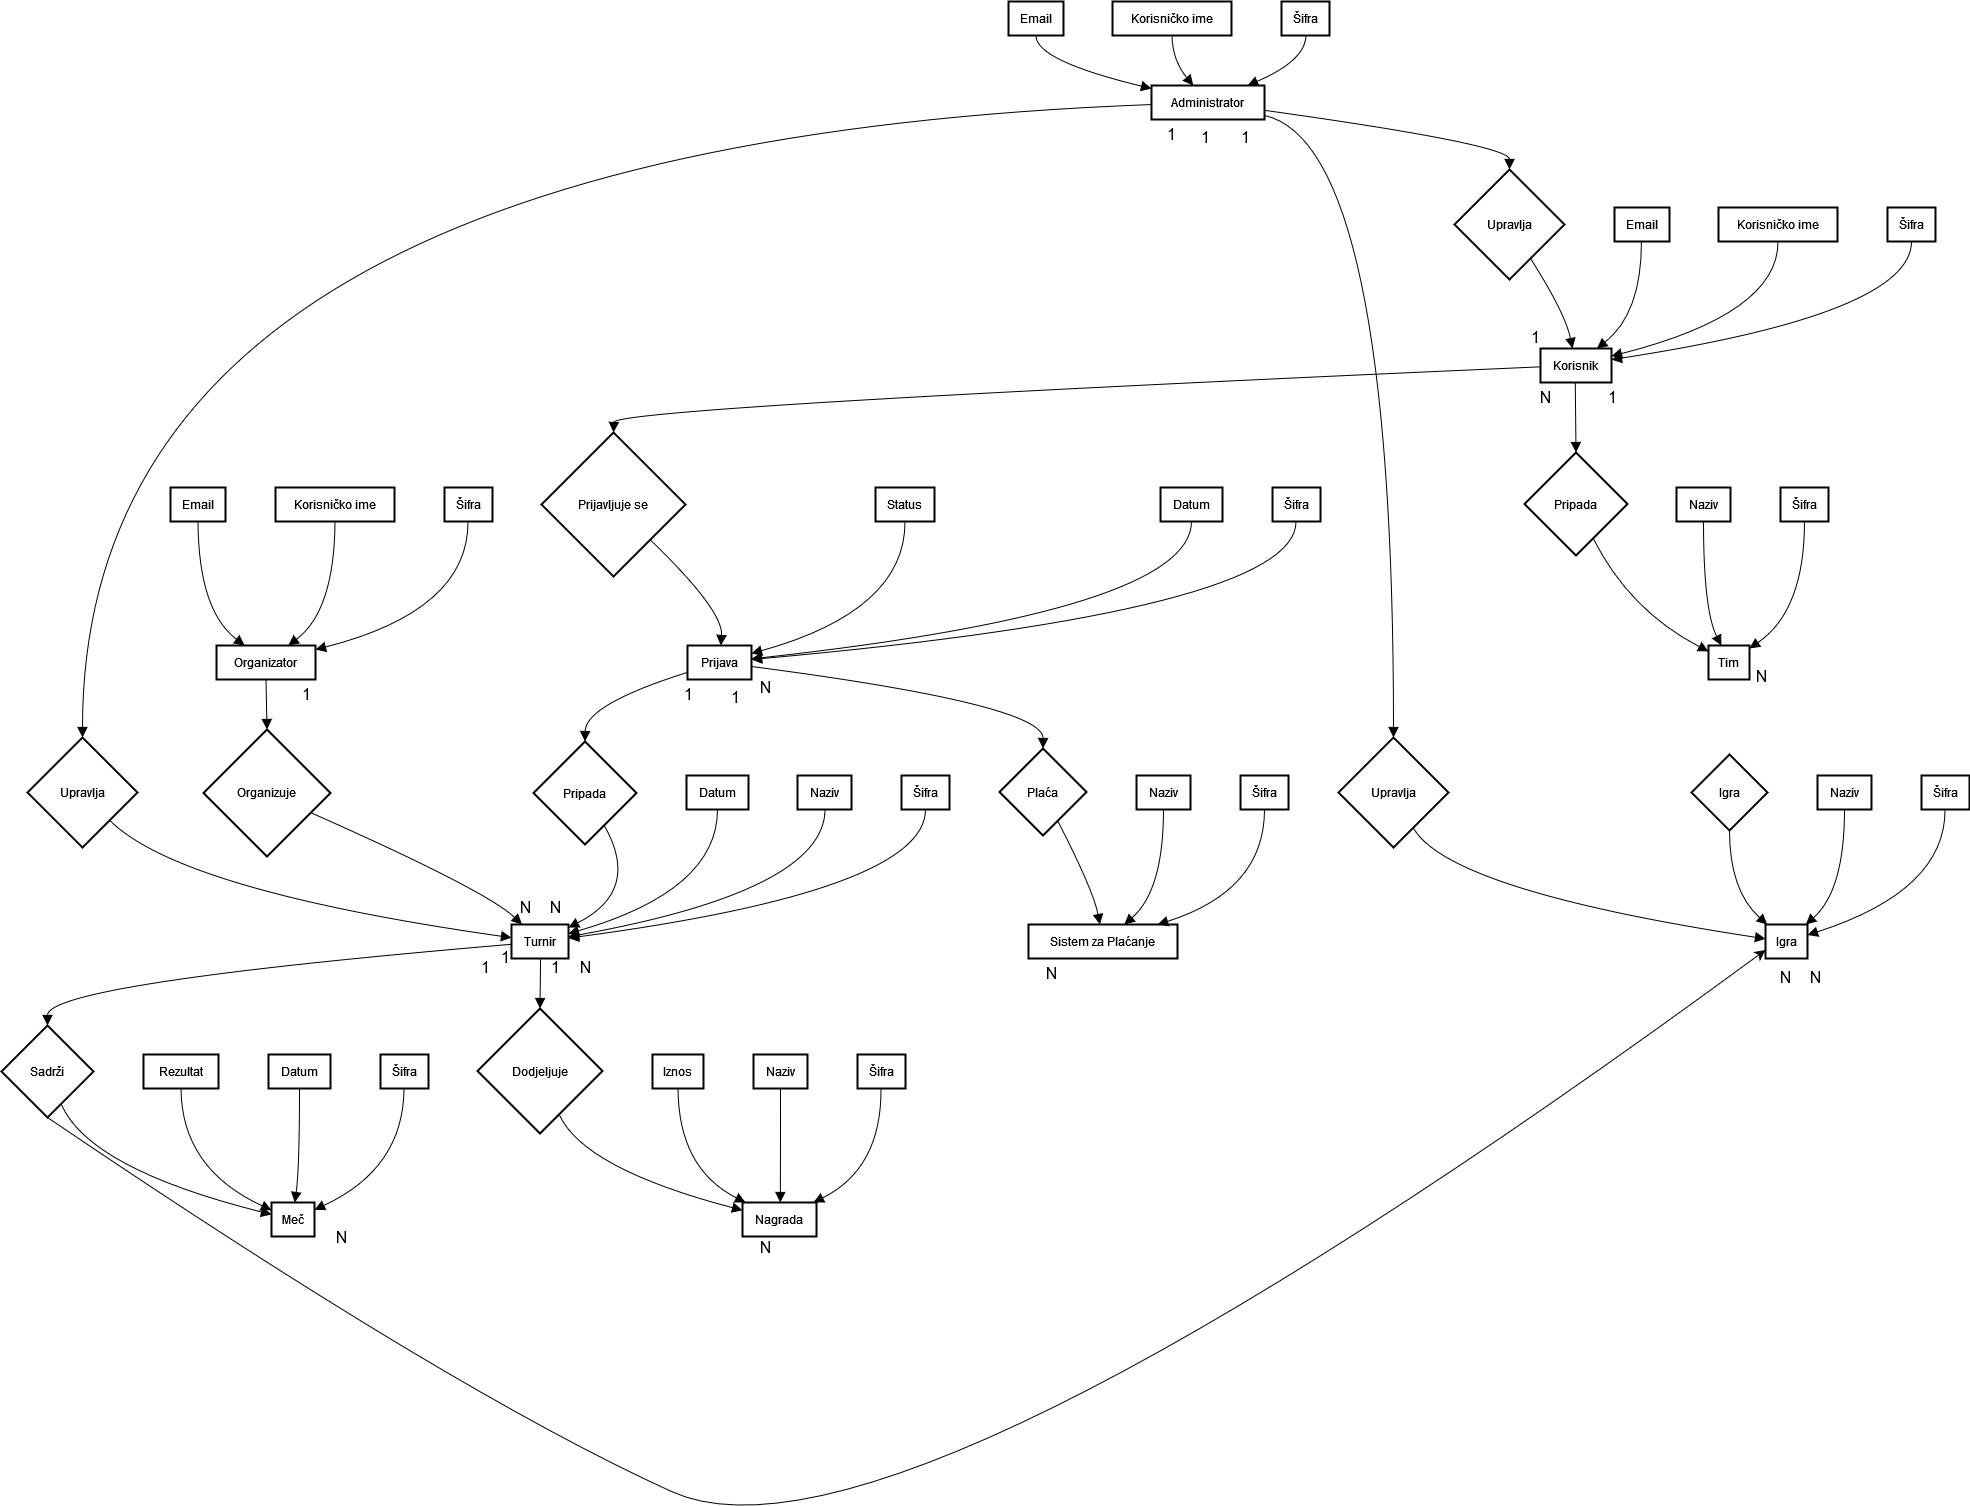 Email
Korisničko ime
Šifra
Administrator
1
1
1
Upravlja
Email
Korisničko ime
Šifra
1
Korisnik
N
1
Email
Korisničko ime
Šifra
Prijavljuje se
Status
Datum
Šifra
Pripada
Naziv
Šifra
Organizator
1
Prijava
1
1
N
Tim
N
Upravlja
Organizuje
Pripada
Datum
Naziv
Šifra
Plaća
Naziv
Šifra
Upravlja
Igra
Naziv
Šifra
N
N
Turnir
1
1
1
N
Sistem za Plaćanje
N
Igra
N
N
Sadrži
Rezultat
Datum
Šifra
Dodjeljuje
Iznos
Naziv
Šifra
Meč
N
Nagrada
N